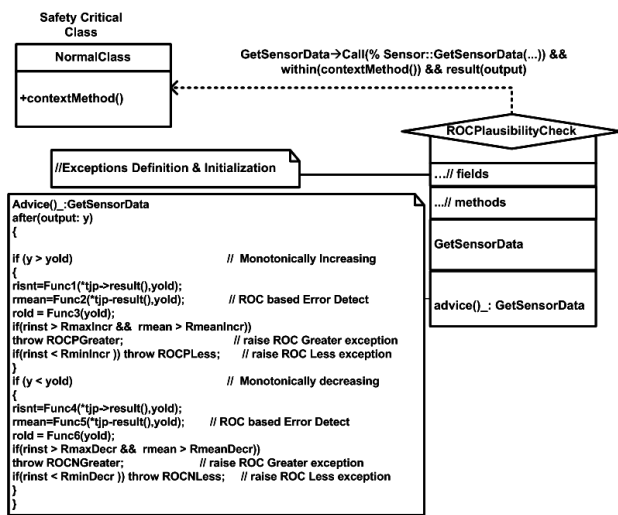 Safety Critical
Class
NormalClass
+contextMethod()
GetSensorData→Call(% Sensor::GetSensorData(...)) &&
within(contextMethod()) && result(output)
ROCPlausibilityCheck
...// fields
...// methods
GetSensorData
advice()_: GetSensorData
//Exceptions Definition & Initialization
Advice()_:GetSensorData
after(output: y)
{
if (y > yold) // Monotonically Increasing
{
risnt=Func1(*tjp->result(),yold);
rmean=Func2(*tjp-result(),yold); // ROC based Error Detect
rold = Func3(yold);
if(rinst > RmaxIncr && rmean > RmeanIncr))
throw ROCPGreater; // raise ROC Greater exception
if(rinst < RminIncr )) throw ROCPLess; // raise ROC Less exception
}
if (y < yold) // Monotonically decreasing
{
risnt=Func4(*tjp->result(),yold);
rmean=Func5(*tjp-result(),yold); // ROC based Error Detect
rold = Func6(yold);
if(rinst > RmaxDecr && rmean > RmeanDecr))
throw ROCNGreater; // raise ROC Greater exception
if(rinst < RminDecr )) throw ROCNLess; // raise ROC Less exception
}
}